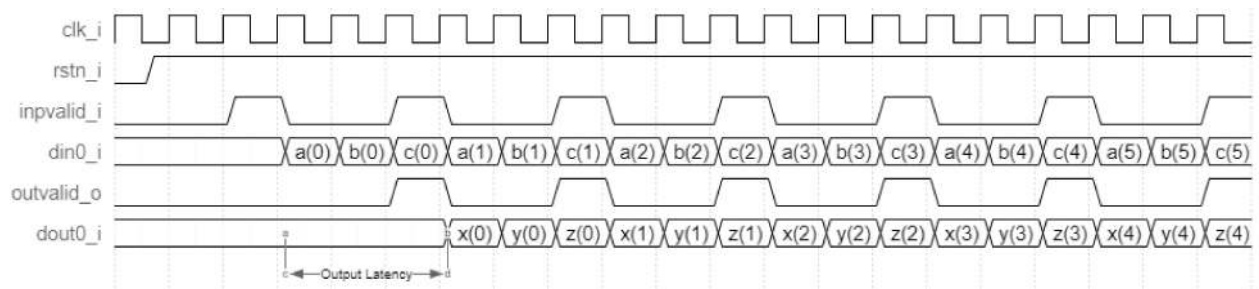 clk_i
rstn_i
inpvalid_i
din0_i a(0) b(0) c(0) a(1) b(1) c(1) a(2) b(2) c(2) a(3) b(3) c(3) a(4) b(4) c(4) a(5) b(5) c(5)
outvalid_o
dout0_i a b x(0) y(0) z(0) x(1) y(1) z(1) x(2) y(2) z(2) x(3) y(3) z(3) x(4) y(4) z(4)
c Output Latency d